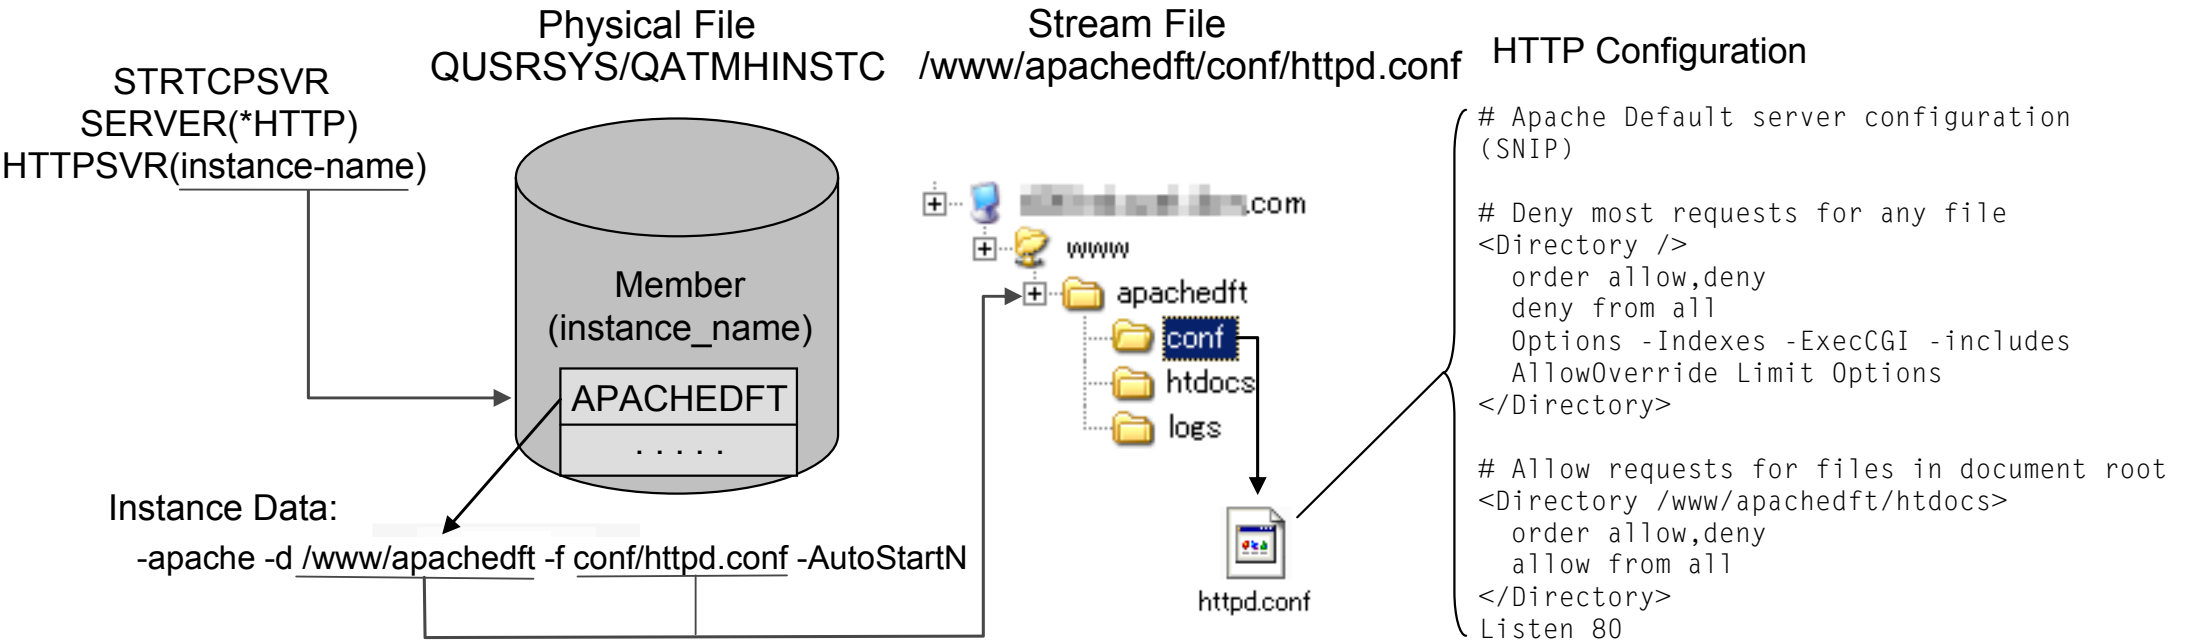 STRTCPSVR
SERVER(*HTTP)
HTTPSVR(instance-name)
Physical File
QUSRSYS/QATMHINSTC
Member
(instance_name)
APACHEDFT
. . . . .
Instance Data:
-apache -d /www/apachedft -f conf/httpd.conf -AutoStartN
Stream File
/www/apachedft/conf/httpd.conf
.com
www
apachedft
conf
htdocs
logs
httpd.conf
HTTP Configuration
# Apache Default server configuration
(SNIP)
# Deny most requests for any file
<Directory />
order allow,deny
deny from all
Options -Indexes -ExecCGI -includes
AllowOverride Limit Options
</Directory>
# Allow requests for files in document root
<Directory /www/apachedft/htdocs>
order allow,deny
allow from all
</Directory>
Listen 80